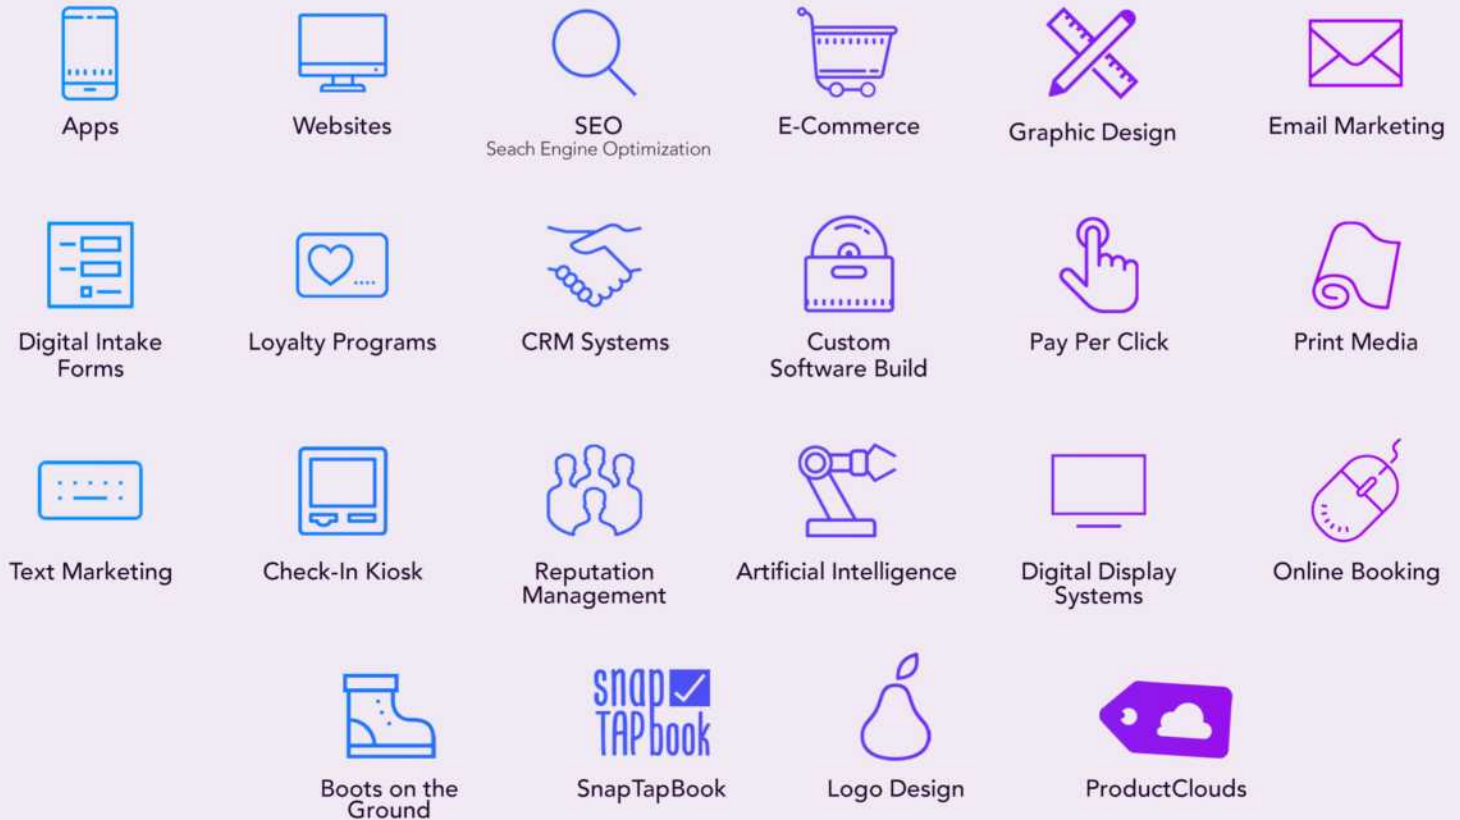 Apps
Websites
SEO
Seach Engine Optimization
E-Commerce
Graphic Design
Email Marketing
Digital Intake
Forms
Loyalty Programs
CRM Systems
Custom
Software Build
Pay Per Click
Print Media
Text Marketing
Check-In Kiosk
Reputation
Management
Artificial Intelligence
Digital Display
Systems
Online Booking
snap
TAPbook
Boots on the
Ground
SnapTapBook
Logo Design
ProductClouds